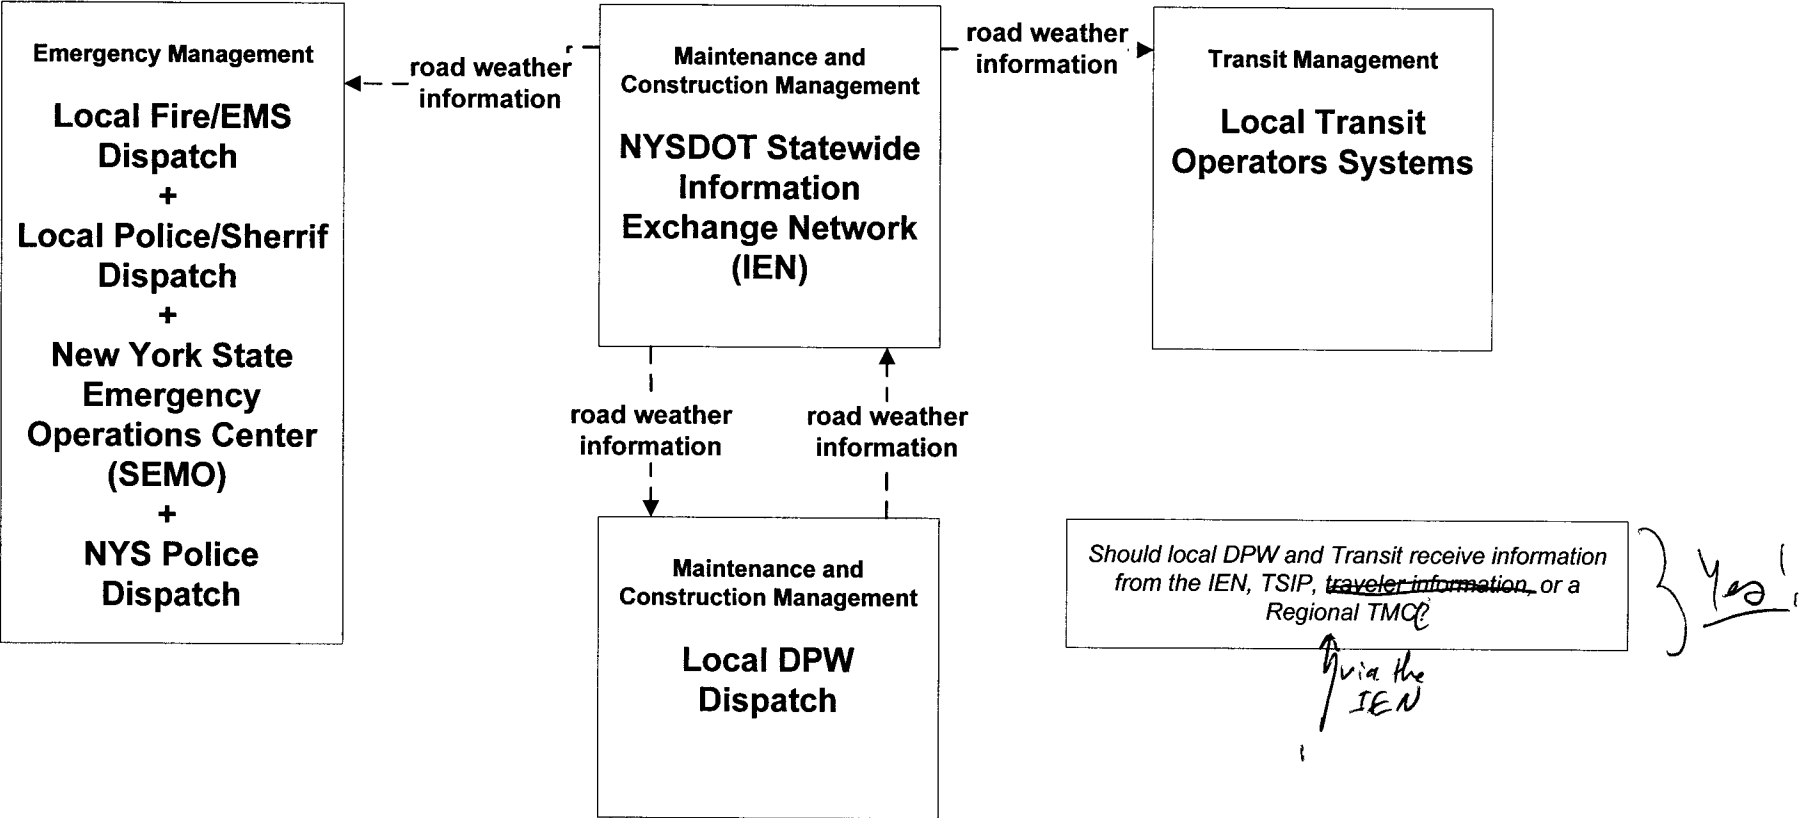 Emergency Management
Local Fire/EMS
Dispatch
+
Local Police/Sherrif
Dispatch
+
New York State
Emergency
Operations Center
(SEMO)
+
NYS Police
Dispatch
road weather
information
Maintenance and
Construction Management
NYSDOT Statewide
Information
Exchange Network
(IEN)
road weather
information
Transit Management
Local Transit
Operators Systems
road weather
information
road weather
information
Maintenance and
Construction Management
Local DPW
Dispatch
Should local DPW and Transit receive information
from the IEN, TSIP, traveler information, or a
Regional TMC?
Yes!
via the
IEN